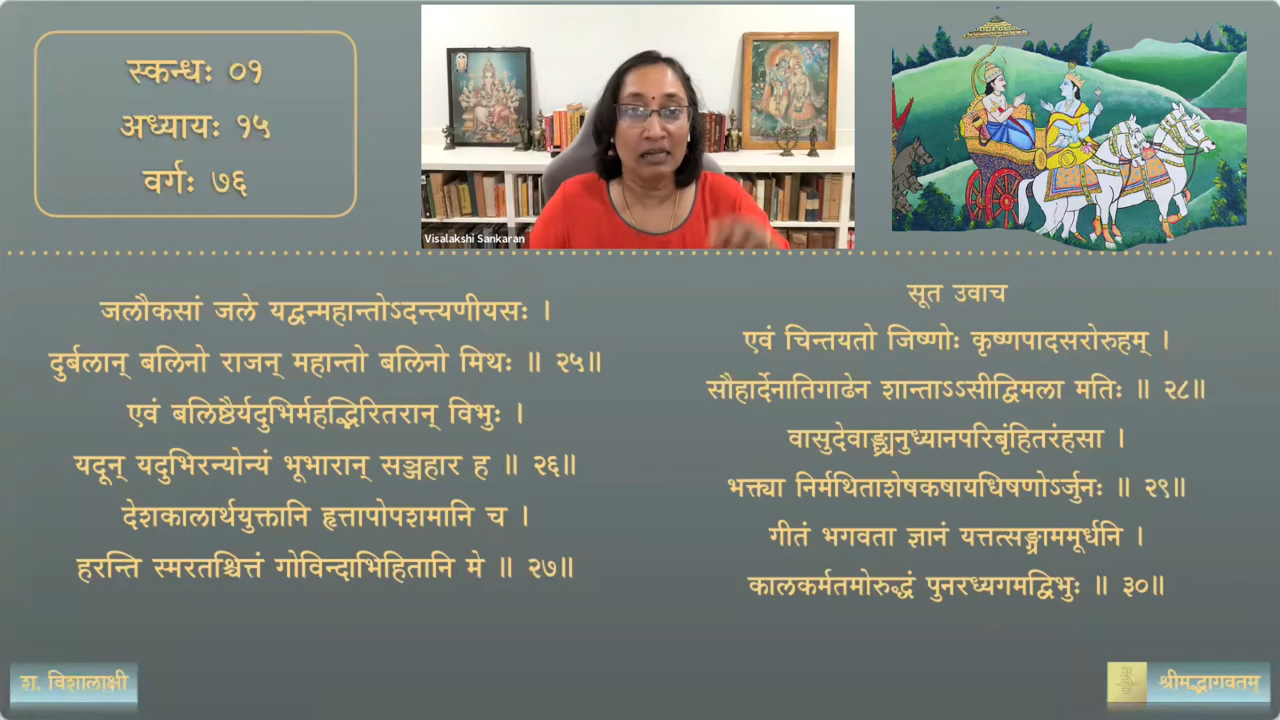 स्कन्धः ०१
अध्यायः १५
वर्गः ७६
Visalakshi Sankaran
जलौकसां जले यद्वन्महान्तोऽदन्त्यणीयसः ।
दुर्बलान् बलिनो राजन् महान्तो बलिनो मिथः ॥ २५॥
एवं बलिष्ठैर्यदुभिर्महद्भिरितरान् विभुः ।
यदून् यदुभिरन्योन्यं भूभारान् सञ्जहार ह ॥ २६॥
देशकालार्थयुक्तानि हृत्तापोपशमानि च ।
हरन्ति स्मरतश्चित्तं गोविन्दाभिहितानि मे ॥ २७॥
सूत उवाच
एवं चिन्तयतो जिष्णोः कृष्णपादसरोरुहम् ।
सौहार्देनातिगाढेन शान्ताऽऽसीद्विमला मतिः ॥ २८॥
वासुदेवाङ्घ्र्यनुध्यानपरिबृंहितरंहसा ।
भक्त्या निर्मथिताशेषकषायधिषणोऽर्जुनः ॥ २९॥
गीतं भगवता ज्ञानं यत्तत्सङ्ग्राममूर्धनि ।
कालकर्मतमोरुद्धं पुनरध्यगमद्विभुः ॥ ३०॥
श. विशालाक्षी
श्रीमद्भागवतम्